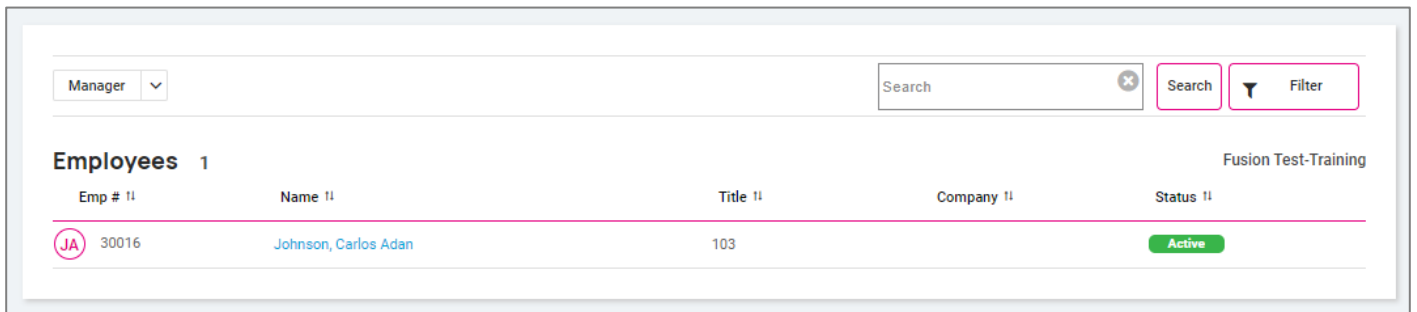 Manager
Search Search Filter
Employees 1
Fusion Test-Training
Emp # Name Title Company Status
JA 30016 Johnson, Carlos Adan 103 Active